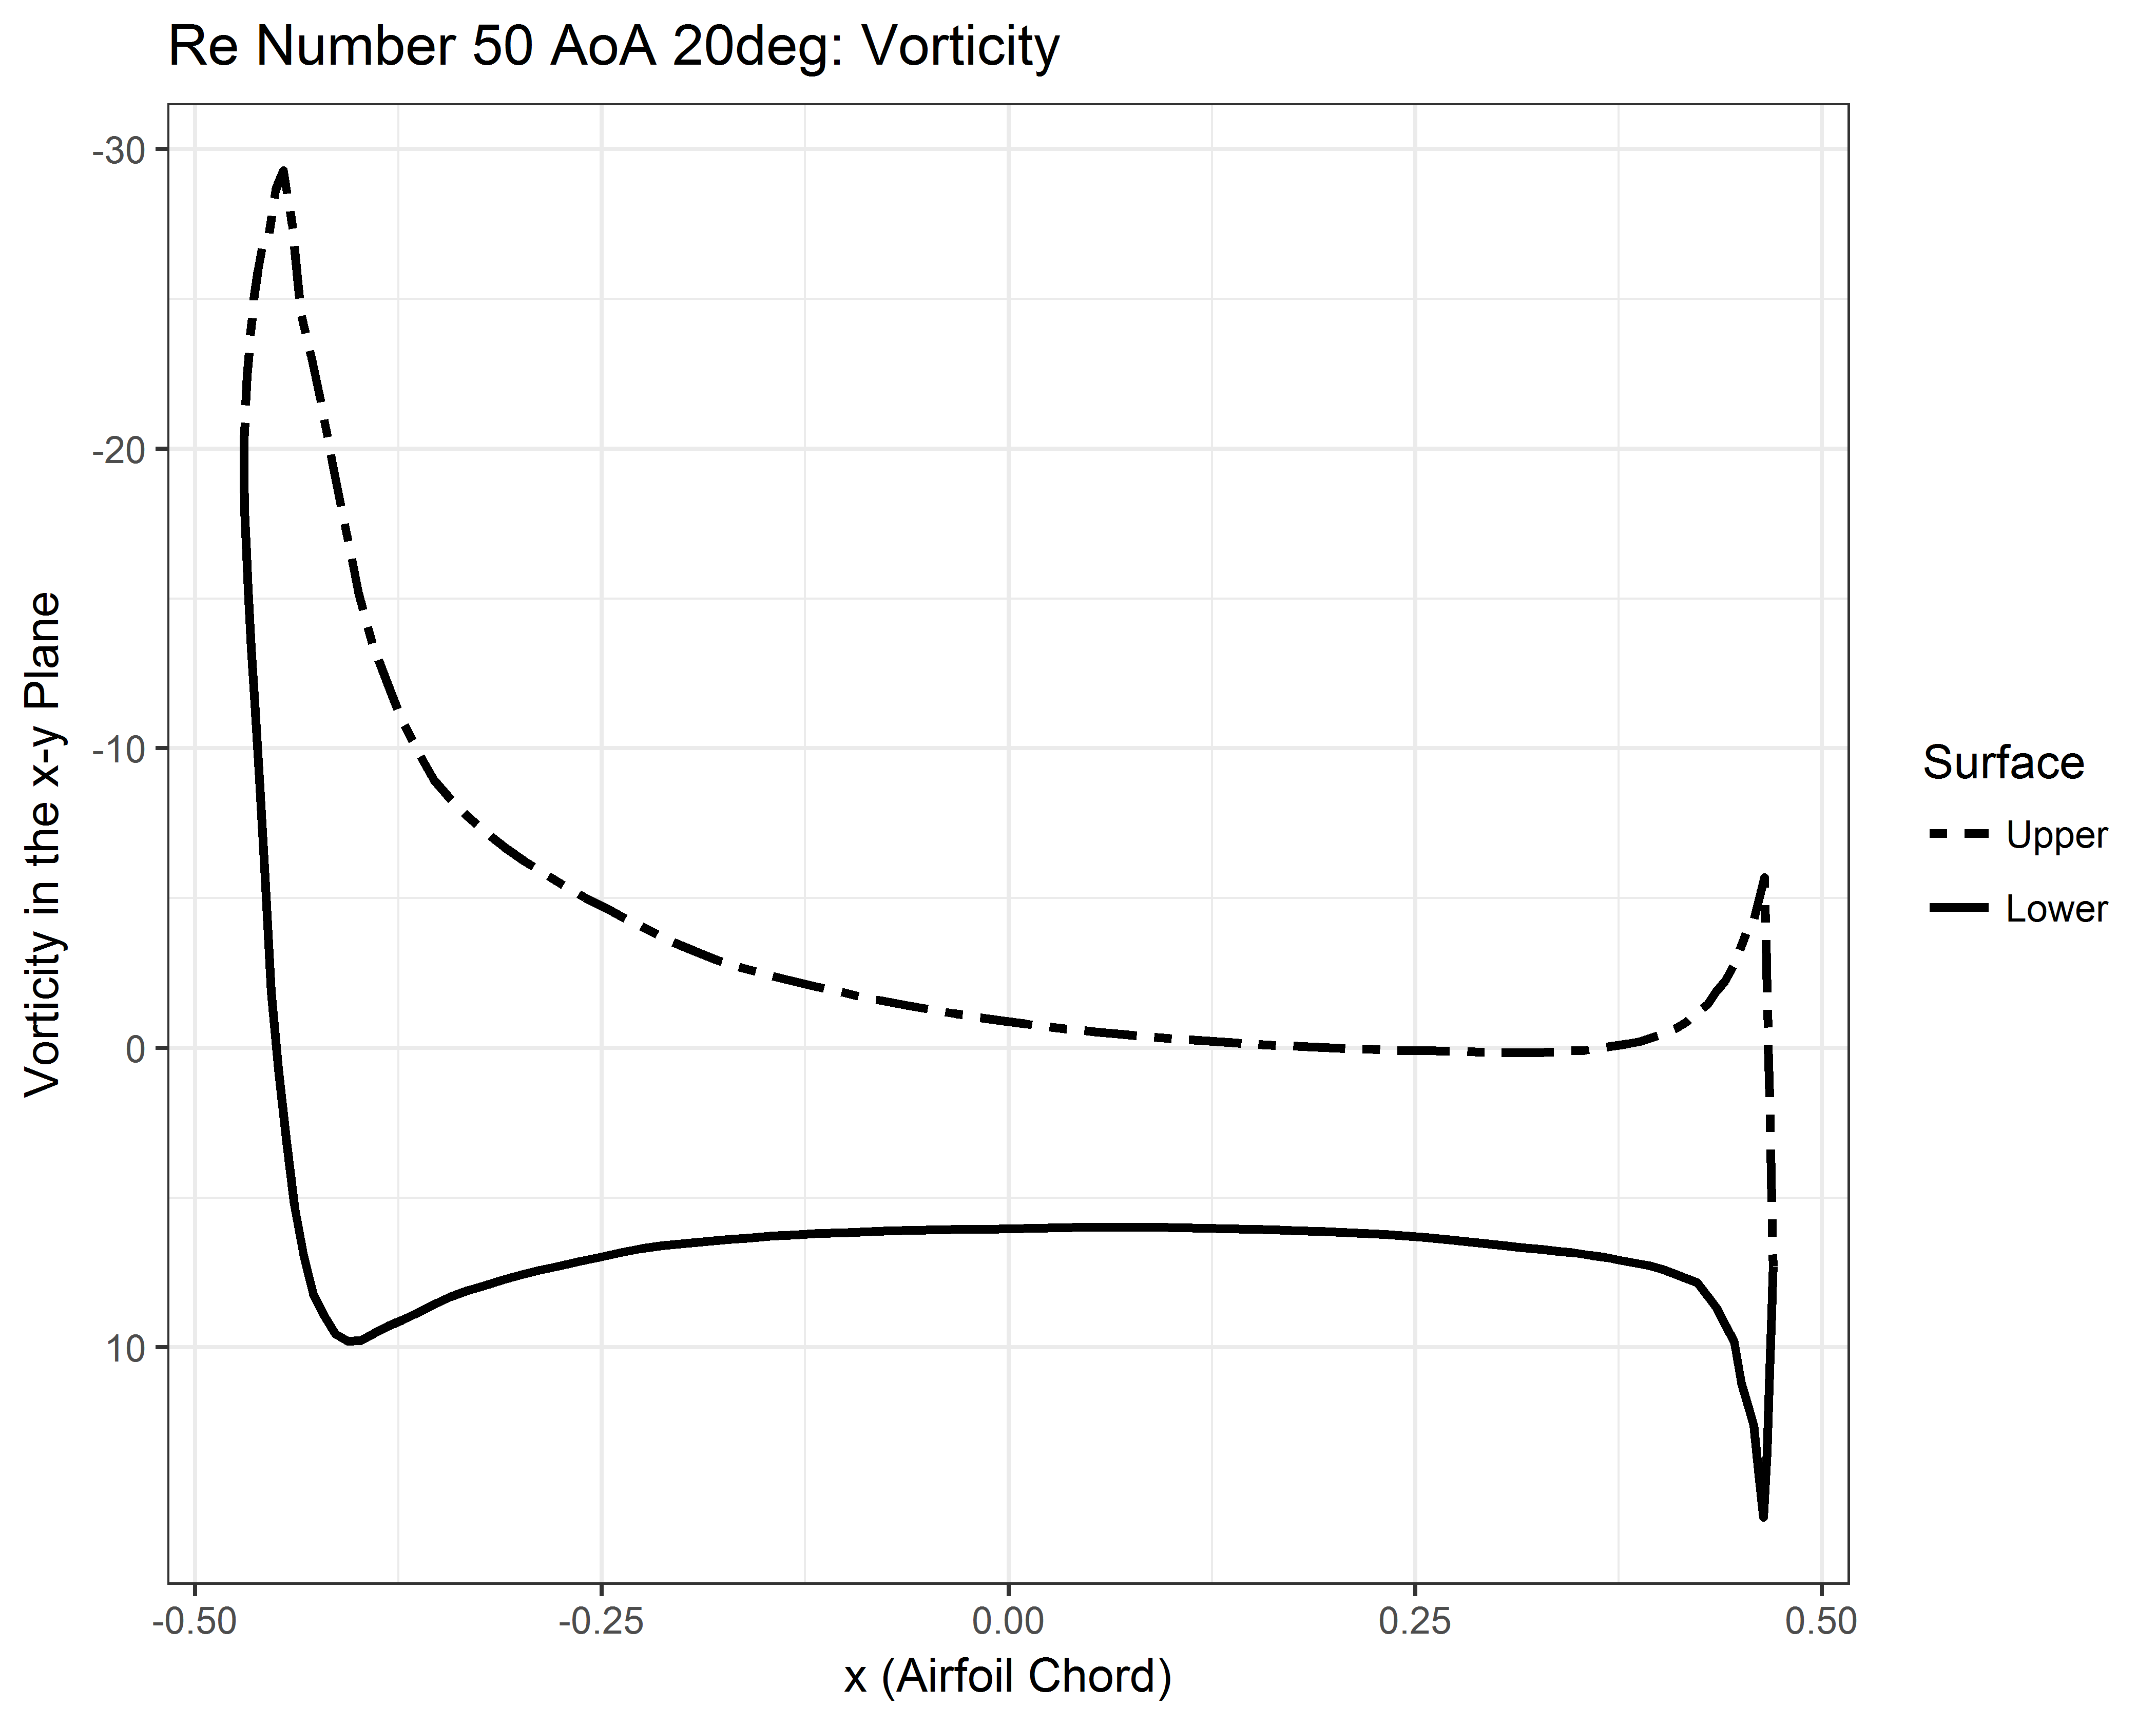 Re Number 50 AoA 20deg: Vorticity
-30
-20
-10
0
10
Vorticity in the x-y Plane
-0.50
-0.25
0.00
0.25
0.50
x (Airfoil Chord)
Surface
Upper
Lower